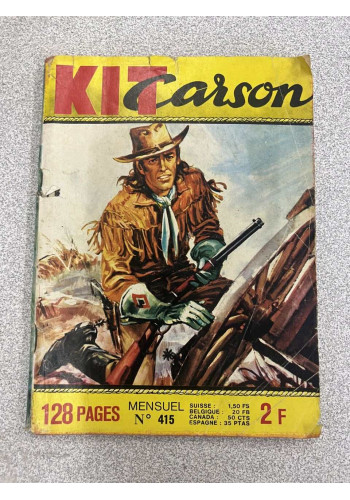 KIT Carson
128 PAGES
MENSUEL
N° 415
SUISSE : 1,50 FS
BELGIQUE : 20 FB
CANADA : 50 CTS
ESPAGNE : 35 PTAS
2 F